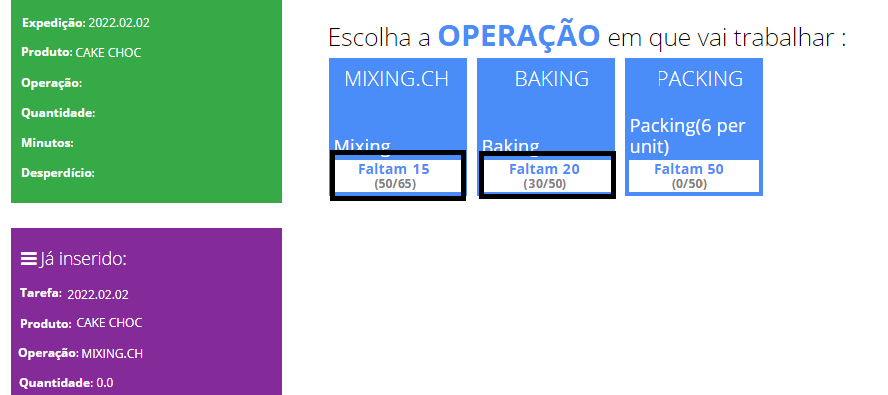 Expedição: 2022.02.02
Produto: CAKE CHOC
Operação:
Quantidade:
Minutos:
Desperdício:
Já inserido:
Tarefa: 2022.02.02
Produto: CAKE CHOC
Operação: MIXING.CH
Quantidade: 0.0
Escolha a OPERAÇÃO em que vai trabalhar :
MIXING.CH
Mixing
Faltam 15
(50/65)
BAKING
Baking
Faltam 20
(30/50)
PACKING
Packing(6 per
unit)
Faltam 50
(0/50)